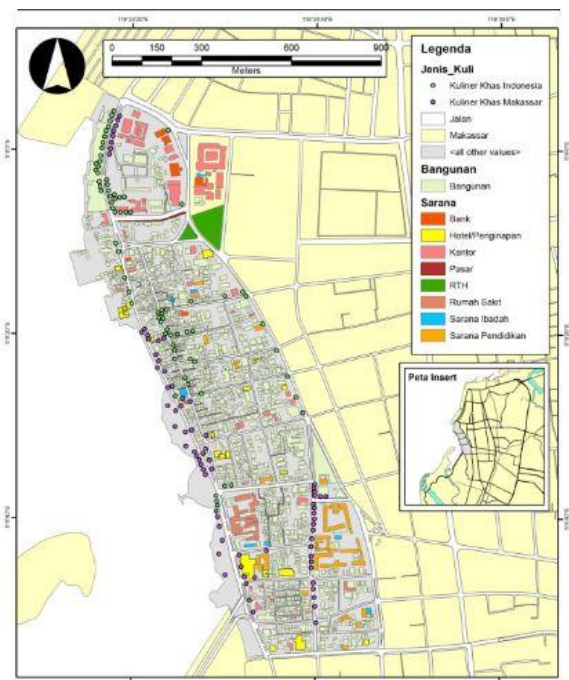 0 150 300 600 900
Meters
Legenda
Jenis_Kuli
Kuliner Khas Indonesia
Kuliner Khas Makassar
Jalan
Makassar
<all other values>
Bangunan
Bangunan
Sarana
Bank
Hotel/Penginapan
Kantor
Pasar
RTH
Rumah Sakit
Sarana Ibadah
Sarana Pendidikan
Peta Insert